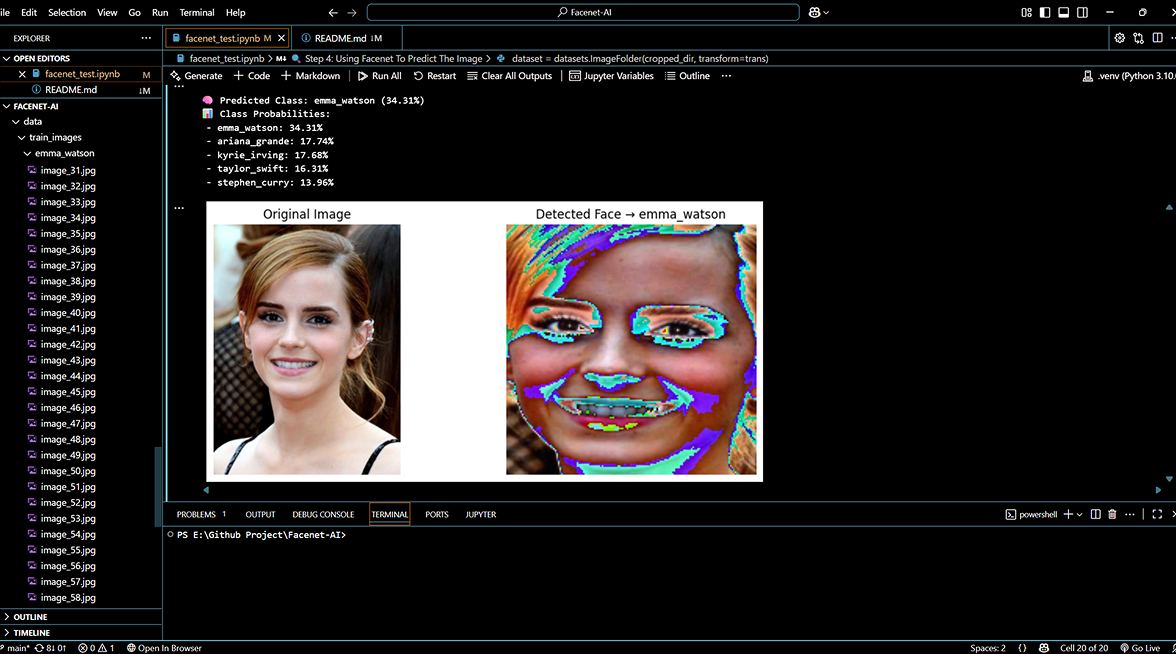 ile Edit Selection View Go Run Terminal Help
Facenet-AI
EXPLORER
facenet_test.ipynb M
README.md ↓M
OPEN EDITORS
facenet_test.ipynb M
README.md ↓M
FACENET-AI
data
train_images
emma_watson
image_31.jpg
image_32.jpg
image_33.jpg
image_34.jpg
image_35.jpg
image_36.jpg
image_37.jpg
image_38.jpg
image_39.jpg
image_40.jpg
image_41.jpg
image_42.jpg
image_43.jpg
image_44.jpg
image_45.jpg
image_46.jpg
image_47.jpg
image_48.jpg
image_49.jpg
image_50.jpg
image_51.jpg
image_52.jpg
image_53.jpg
image_54.jpg
image_55.jpg
image_56.jpg
image_57.jpg
image_58.jpg
OUTLINE
TIMELINE
facenet_test.ipynb > M↓ Step 4: Using Facenet To Predict The Image > dataset = datasets.ImageFolder(cropped_dir, transform=trans)
Generate + Code + Markdown Run All Restart Clear All Outputs Jupyter Variables Outline ... .venv (Python 3.10.
Predicted Class: emma_watson (34.31%)
Class Probabilities:
- emma_watson: 34.31%
- ariana_grande: 17.74%
- kyrie_irving: 17.68%
- taylor_swift: 16.31%
- stephen_curry: 13.96%
Original Image
Detected Face → emma_watson
PROBLEMS 1 OUTPUT DEBUG CONSOLE TERMINAL PORTS JUPYTER
powershell
PS E:\Github Project\Facenet-AI>
main* 8↓ 0↑ 0 1 Open In Browser
Spaces: 2 {} Cell 20 of 20 Go Live